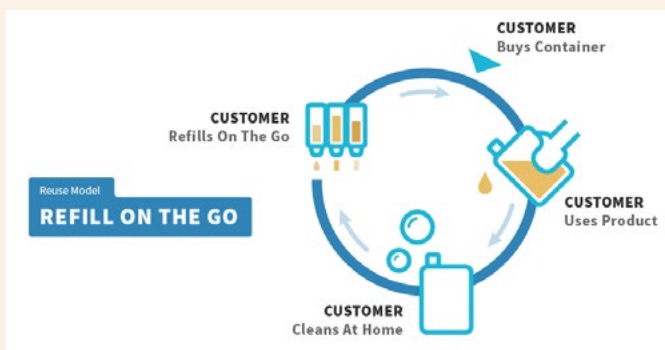 CUSTOMER
Buys Container
CUSTOMER
Refills On The Go
Reuse Model
REFILL ON THE GO
CUSTOMER
Uses Product
CUSTOMER
Cleans At Home